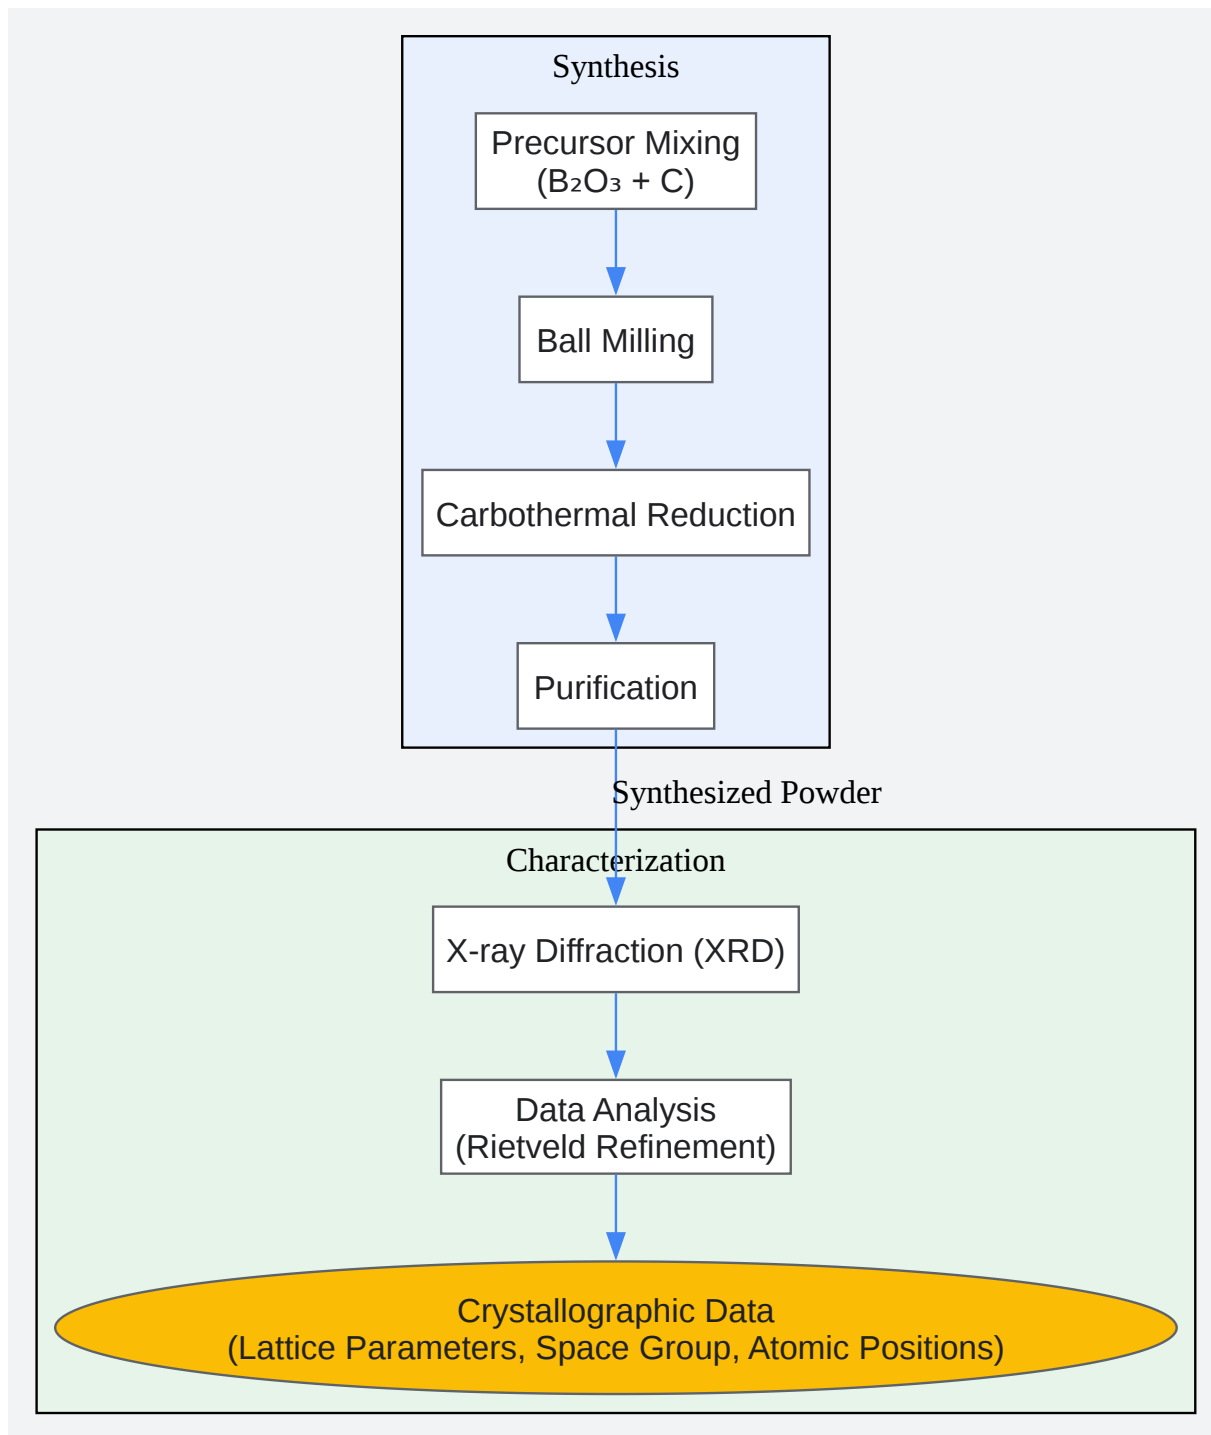 Synthesis
Precursor Mixing
(B₂O₃ + C)
Ball Milling
Carbothermal Reduction
Purification
Synthesized Powder
Characterization
X-ray Diffraction (XRD)
Data Analysis
(Rietveld Refinement)
Crystallographic Data
(Lattice Parameters, Space Group, Atomic Positions)